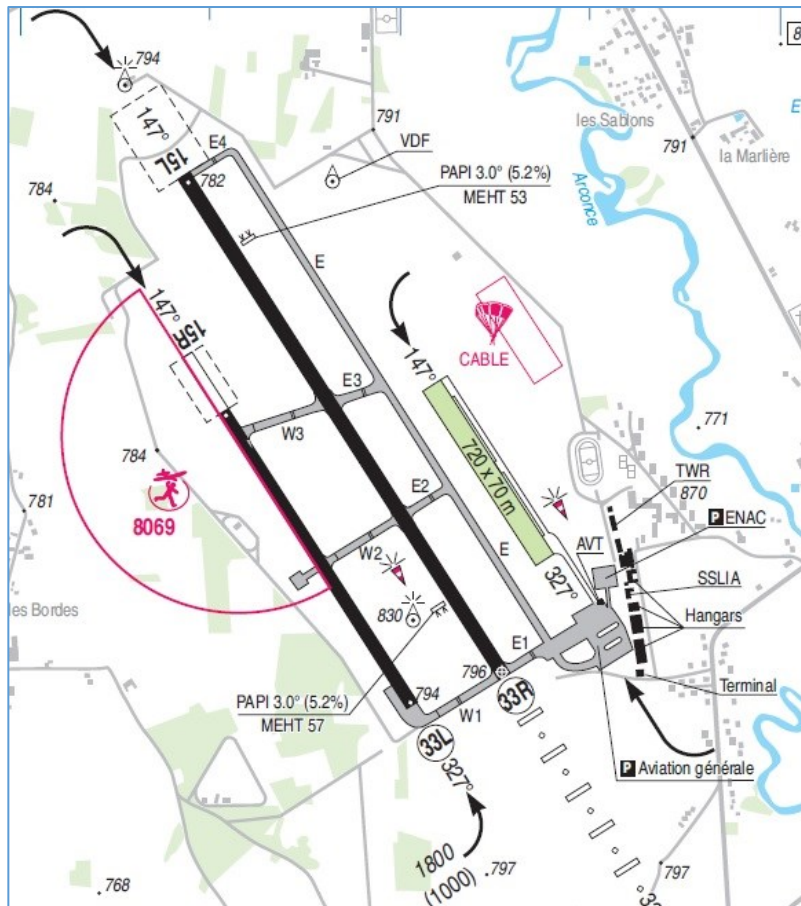 794
8
147°
15L
E4
791
VDF
les Sablons
791
la Marlière
E
782
PAPI 3.0° (5.2%)
MEHT 53
Arconce
784
E
147°
15R
147°
CABLE
E3
W3
771
784
720 x 70 m
TWR
870
P ENAC
781
8069
E2
AVT
E
W2
SSLIA
327°
Hangars
les Bordes
830
E1
796
PAPI 3.0° (5.2%)
MEHT 57
794
W1
33R
Terminal
33L
327°
P Aviation générale
1800
(1000)
797
797
768